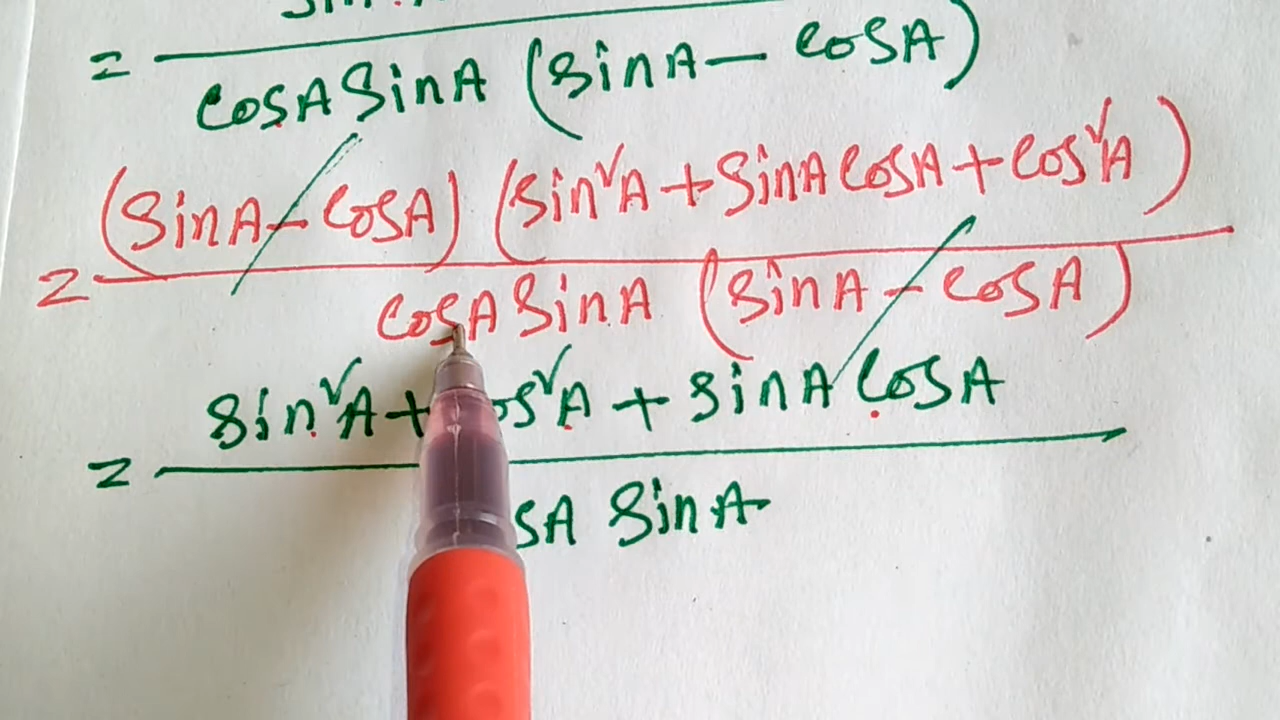 = cosA sinA (sinA - cosA)
(sinA - cosA) (sin²A + sinA cosA + cos²A)
= cosA sinA (sinA - cosA)
sin²A + cos²A + sinA cosA
= sA sinA